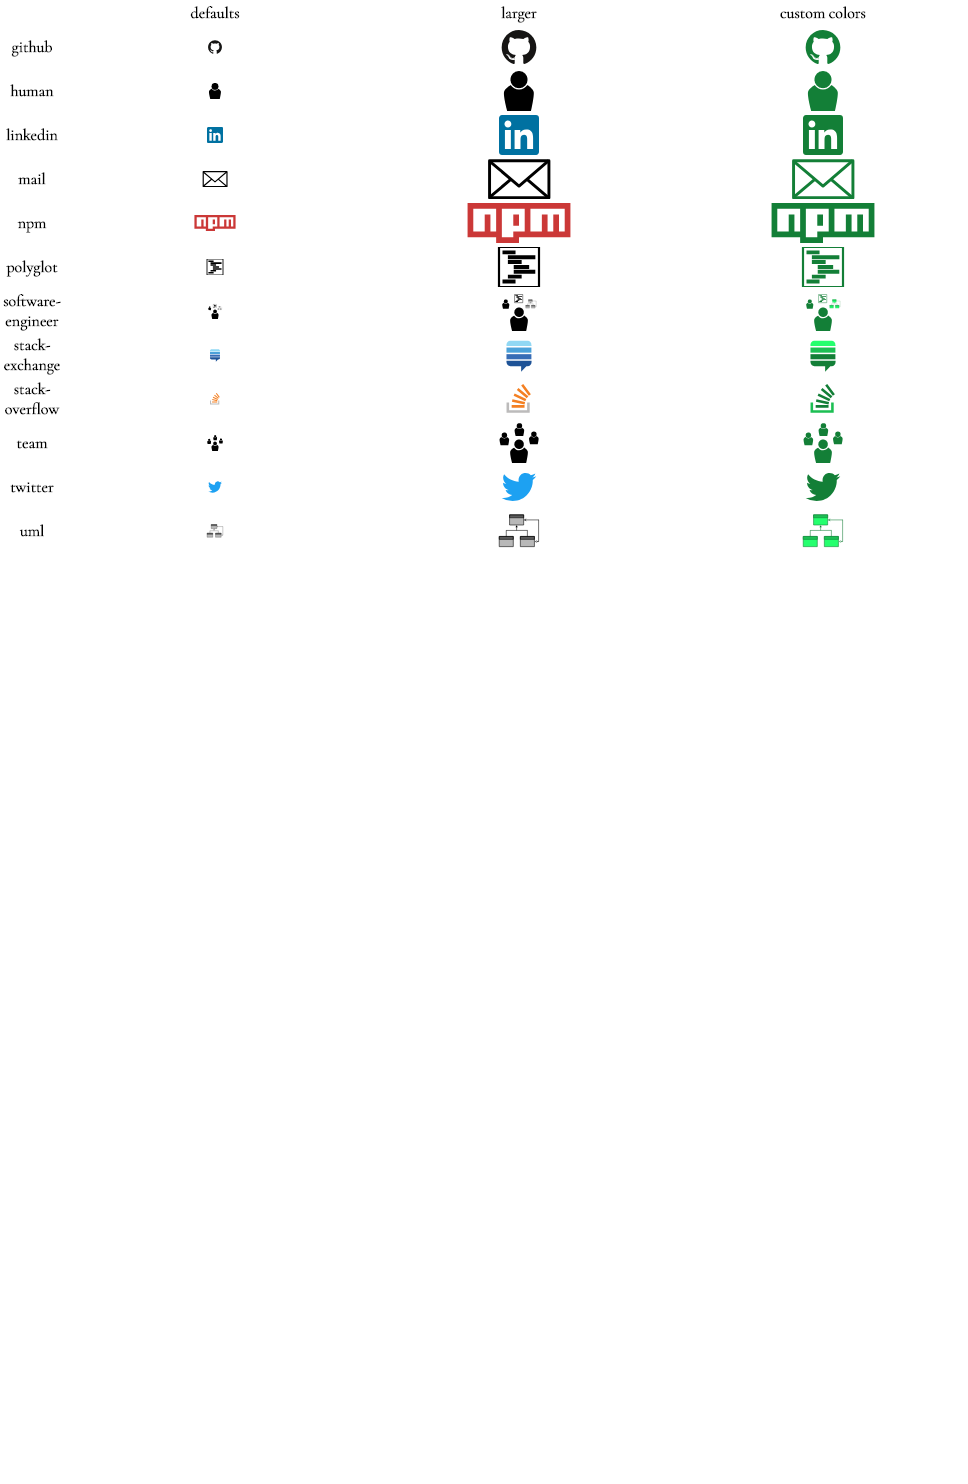 defaults larger custom colors
github
human
linkedin in in in
mail
npm npm npm npm
polyglot
software-
engineer
stack-
exchange
stack-
overflow
team
twitter
uml